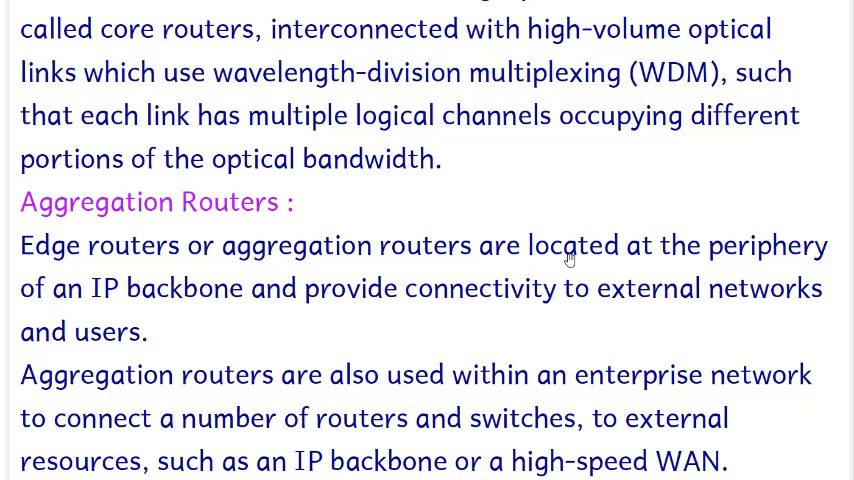 called core routers, interconnected with high-volume optical
links which use wavelength-division multiplexing (WDM), such
that each link has multiple logical channels occupying different
portions of the optical bandwidth.
Aggregation Routers :
Edge routers or aggregation routers are located at the periphery
of an IP backbone and provide connectivity to external networks
and users.
Aggregation routers are also used within an enterprise network
to connect a number of routers and switches, to external
resources, such as an IP backbone or a high-speed WAN.